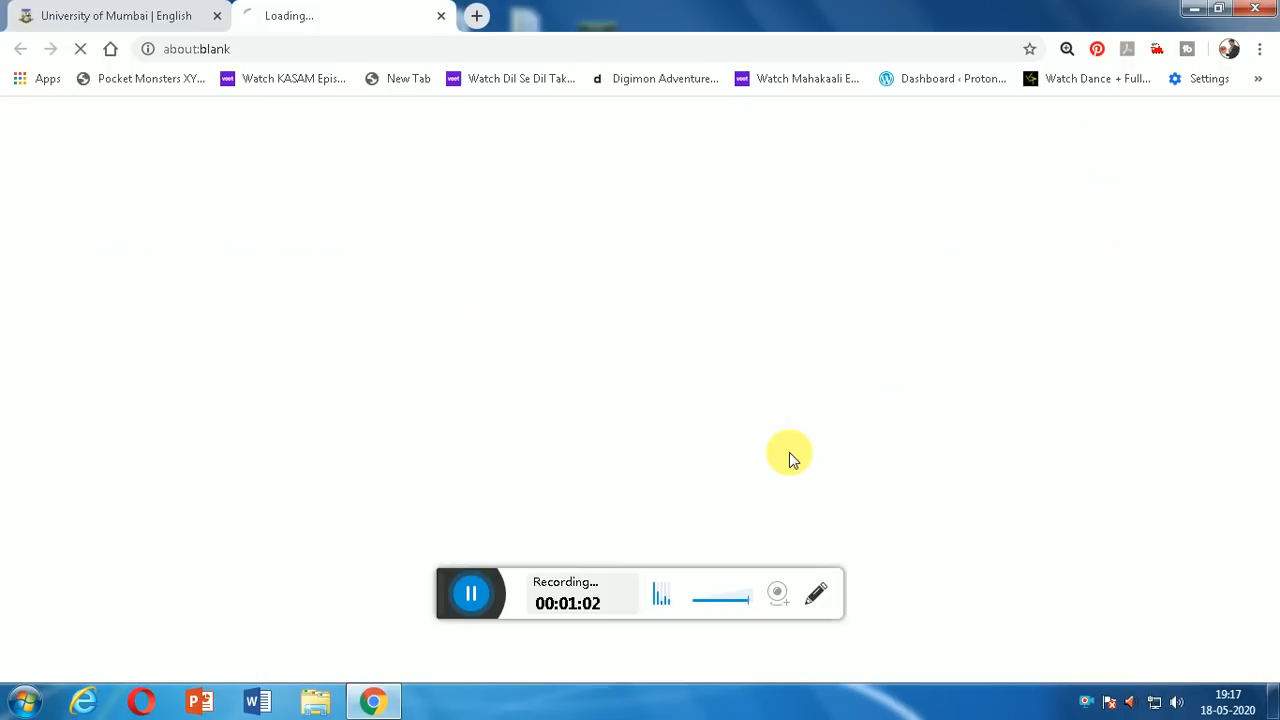 University of Mumbai | English
Loading...
about:blank
Apps
Pocket Monsters XY...
Watch KASAM Epis...
New Tab
Watch Dil Se Dil Tak...
Digimon Adventure...
Watch Mahakaali E...
Dashboard ‹ Proton...
Watch Dance + Full...
Settings
»
Recording...
00:01:02
19:17
18-05-2020